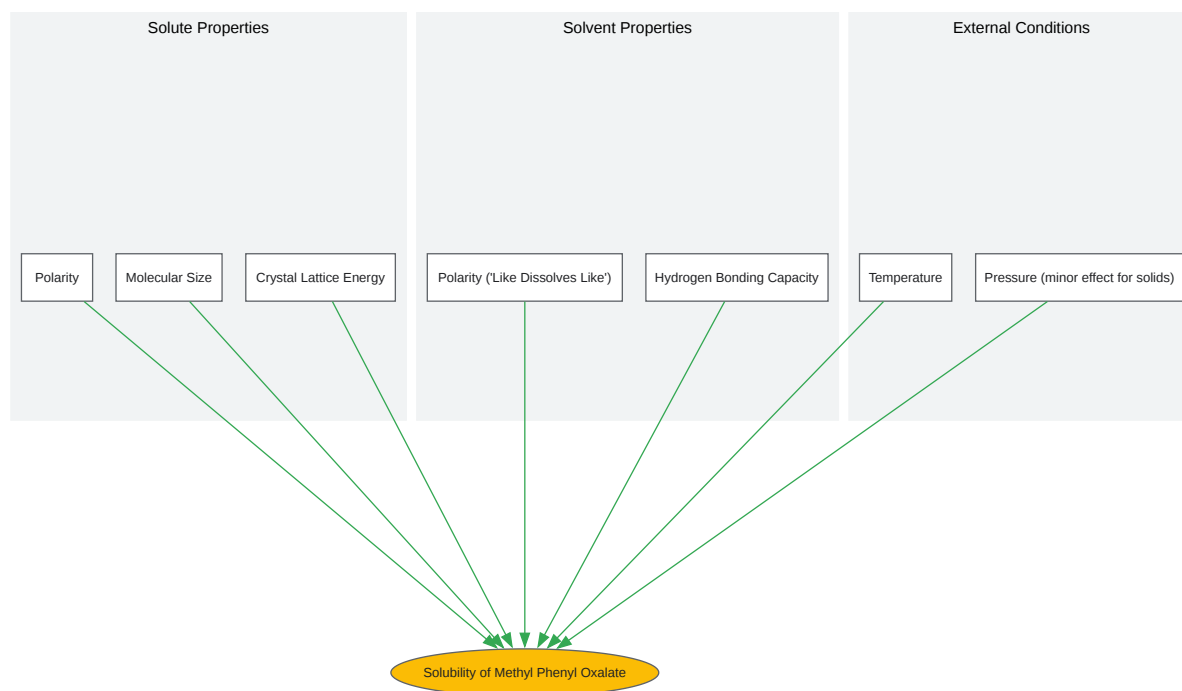 Solute Properties
Solvent Properties
External Conditions
Polarity
Molecular Size
Crystal Lattice Energy
Polarity ('Like Dissolves Like')
Hydrogen Bonding Capacity
Temperature
Pressure (minor effect for solids)
Solubility of Methyl Phenyl Oxalate